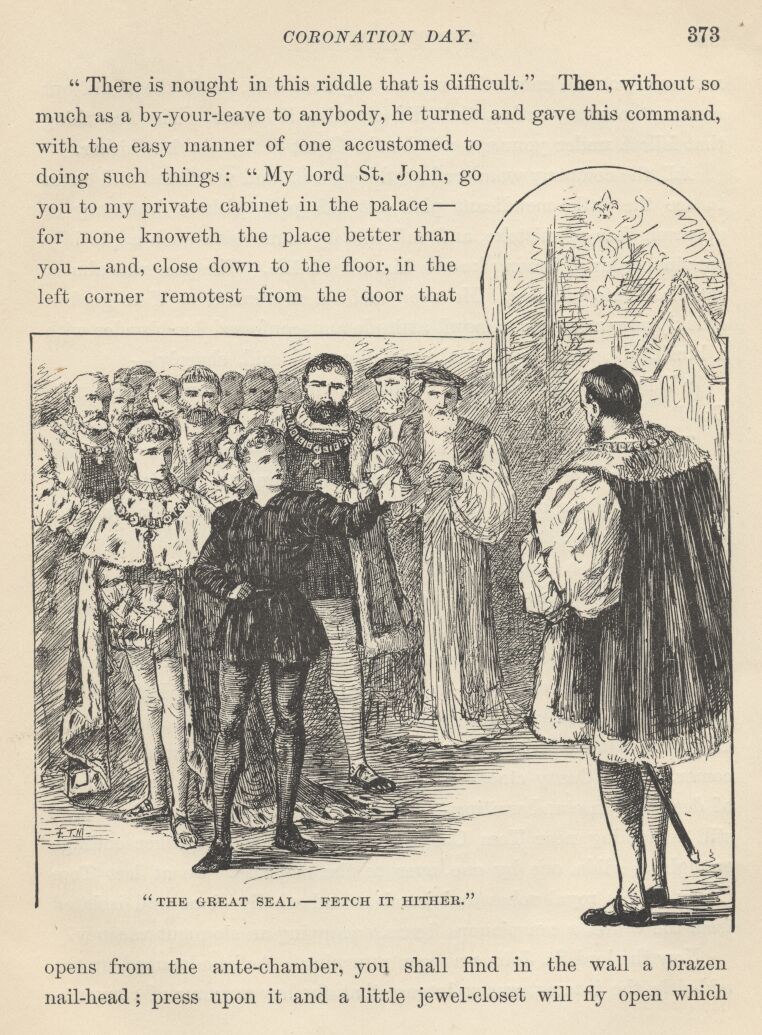 CORONATION DAY. 373
“ There is nought in this riddle that is difficult.” Then, without so
much as a by-your-leave to anybody, he turned and gave this command,
with the easy manner of one accustomed to
doing such things : “ My lord St. John, go
you to my private cabinet in the palace —
for none knoweth the place better than
you — and, close down to the floor, in the
left corner remotest from the door that
F. T. M
“THE GREAT SEAL — FETCH IT HITHER.”
opens from the ante-chamber, you shall find in the wall a brazen
nail-head ; press upon it and a little jewel-closet will fly open which